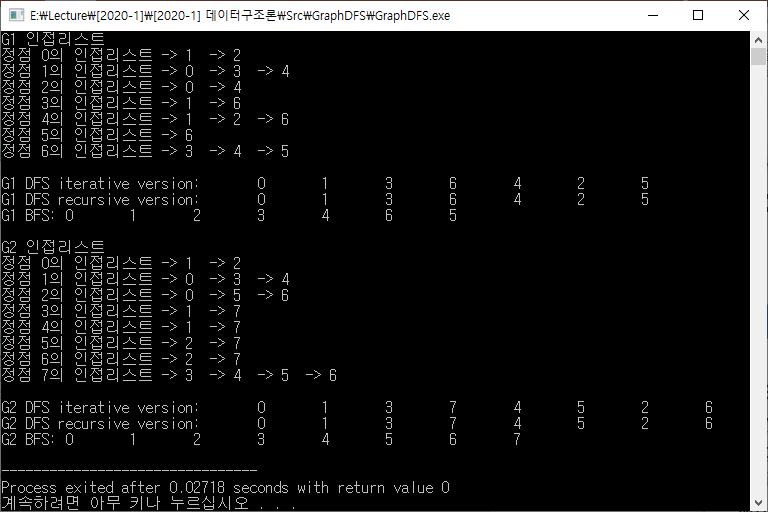 E:₩Lecture₩[2020-1]₩[2020-1] 데이터구조론₩Src₩GraphDFS₩GraphDFS.exe
G1 인접리스트
정점 0의 인접리스트 -> 1  -> 2
정점 1의 인접리스트 -> 0  -> 3  -> 4
정점 2의 인접리스트 -> 0  -> 4
정점 3의 인접리스트 -> 1  -> 6
정점 4의 인접리스트 -> 1  -> 2  -> 6
정점 5의 인접리스트 -> 6
정점 6의 인접리스트 -> 3  -> 4  -> 5
G1 DFS iterative version:       0       1       3       6       4       2       5
G1 DFS recursive version:       0       1       3       6       4       2       5
G1 BFS: 0       1       2       3       4       6       5
G2 인접리스트
정점 0의 인접리스트 -> 1  -> 2
정점 1의 인접리스트 -> 0  -> 3  -> 4
정점 2의 인접리스트 -> 0  -> 5  -> 6
정점 3의 인접리스트 -> 1  -> 7
정점 4의 인접리스트 -> 1  -> 7
정점 5의 인접리스트 -> 2  -> 7
정점 6의 인접리스트 -> 2  -> 7
정점 7의 인접리스트 -> 3  -> 4  -> 5  -> 6
G2 DFS iterative version:       0       1       3       7       4       5       2       6
G2 DFS recursive version:       0       1       3       7       4       5       2       6
G2 BFS: 0       1       2       3       4       5       6       7
--------------------------------
Process exited after 0.02718 seconds with return value 0
계속하려면 아무 키나 누르십시오 . . .